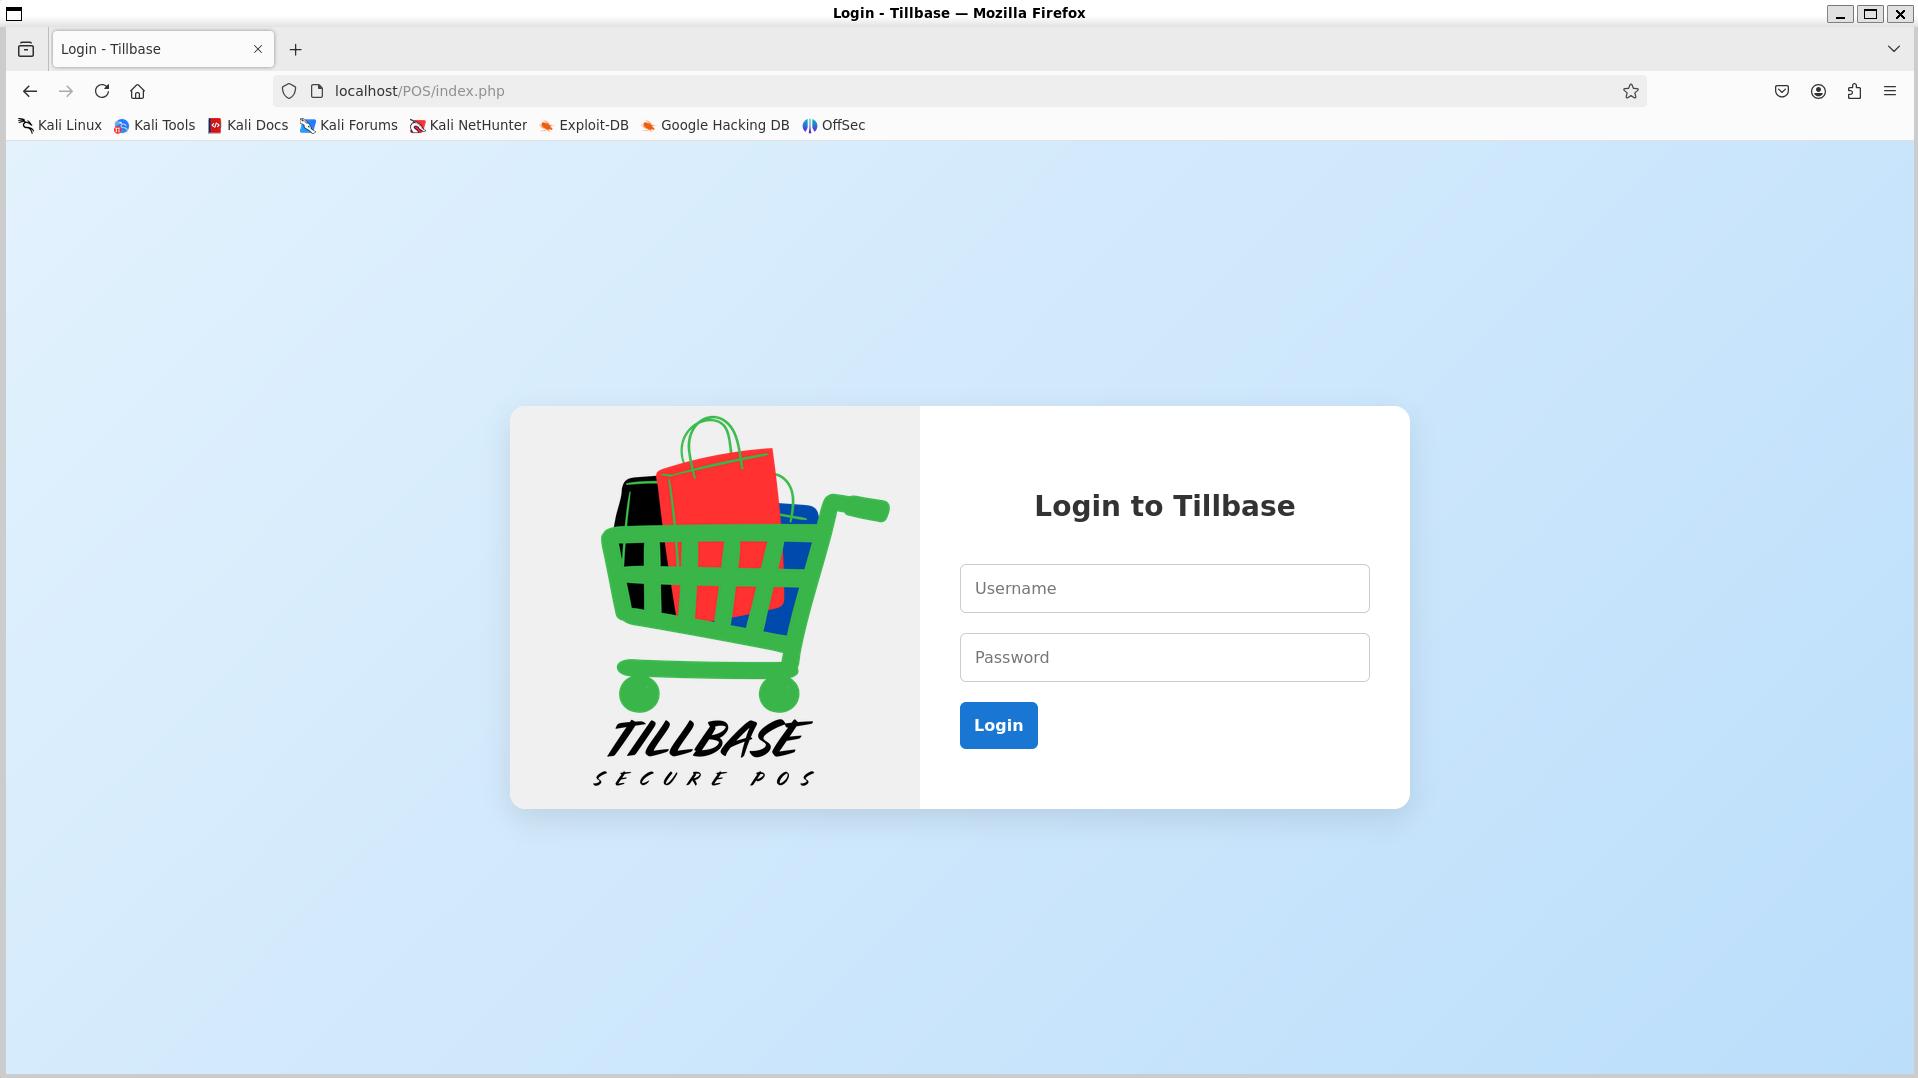 Login - Tillbase — Mozilla Firefox
Login - Tillbase
localhost/POS/index.php
Kali Linux Kali Tools Kali Docs Kali Forums Kali NetHunter Exploit-DB Google Hacking DB OffSec
TILLBASE
SECURE POS
Login to Tillbase
Username
Password
Login